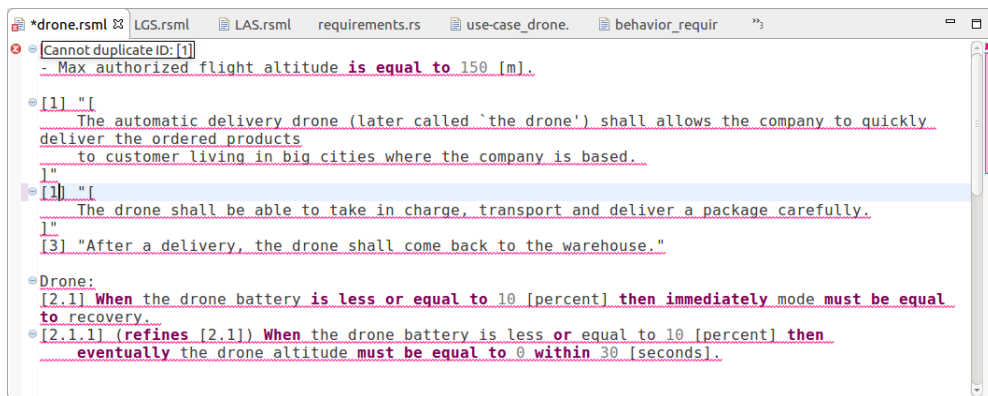 *drone.rsml LGS.rsml LAS.rsml requirements.rs use-case_drone. behavior_requir »3
Cannot duplicate ID: [1]
- Max authorized flight altitude is equal to 150 [m].
[1] "[
The automatic delivery drone (later called `the drone') shall allows the company to quickly
deliver the ordered products
to customer living in big cities where the company is based.
]"
[1] "[
The drone shall be able to take in charge, transport and deliver a package carefully.
]"
[3] "After a delivery, the drone shall come back to the warehouse."
Drone:
[2.1] When the drone battery is less or equal to 10 [percent] then immediately mode must be equal
to recovery.
[2.1.1] (refines [2.1]) When the drone battery is less or equal to 10 [percent] then
eventually the drone altitude must be equal to 0 within 30 [seconds].